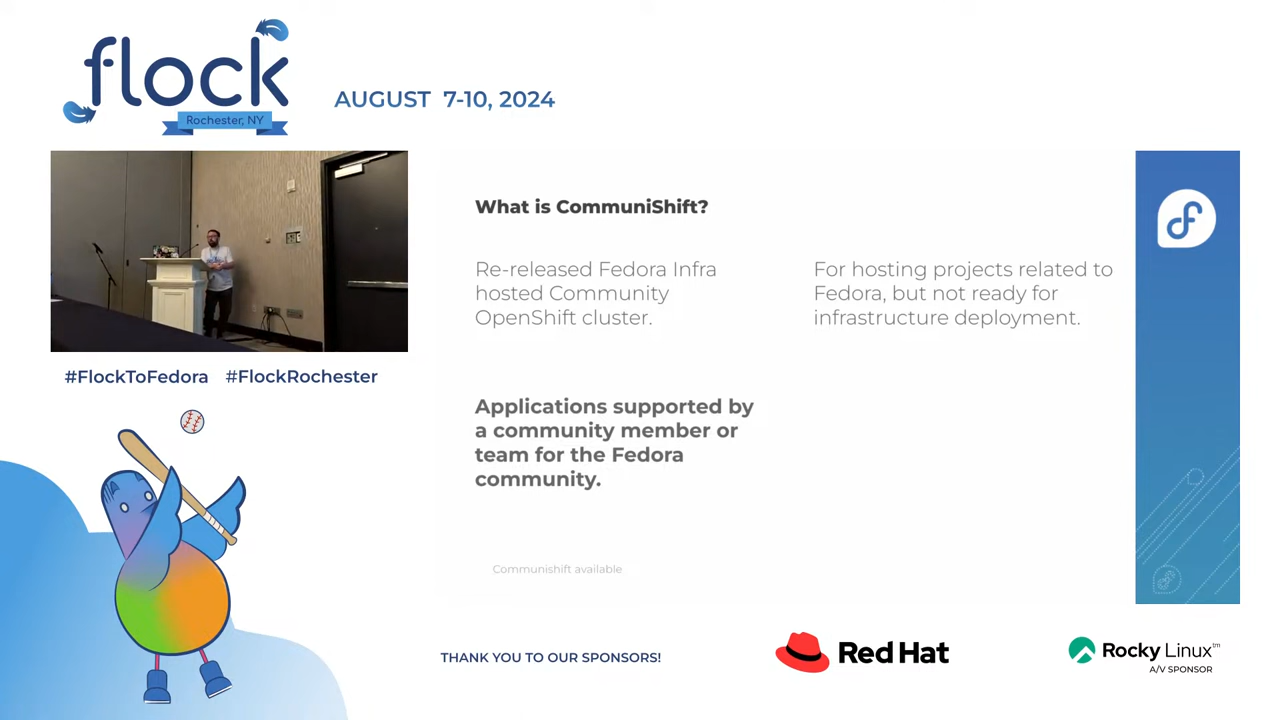 flock
Rochester, NY
AUGUST 7-10, 2024
#FlockToFedora #FlockRochester
What is CommuniShift?
Re-released Fedora Infra
hosted Community
OpenShift cluster.
For hosting projects related to
Fedora, but not ready for
infrastructure deployment.
Applications supported by
a community member or
team for the Fedora
community.
Communishift available
THANK YOU TO OUR SPONSORS!
Red Hat
Rocky Linux™
A/V SPONSOR